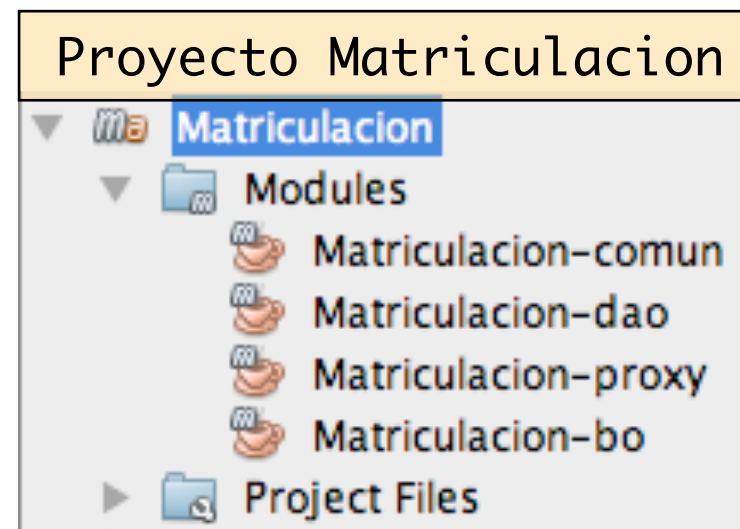 Proyecto Matriculacion
Matriculacion
Modules
Matriculacion-comun
Matriculacion-dao
Matriculacion-proxy
Matriculacion-bo
Project Files